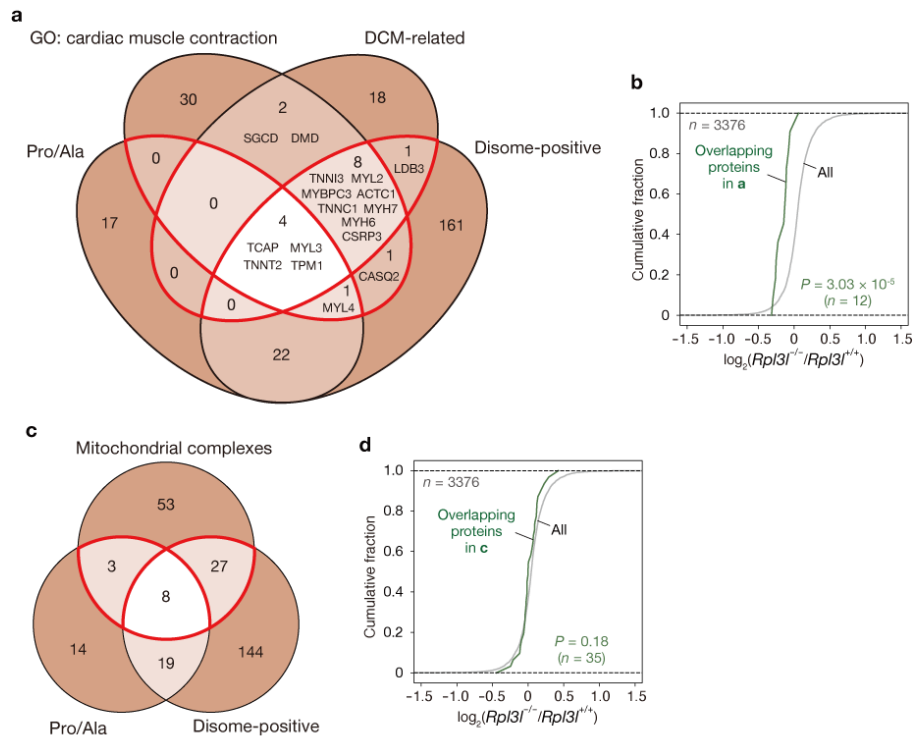 a
GO: cardiac muscle contraction
DCM-related
Pro/Ala
Disome-positive
30
2
18
SGCD DMD
0
8
1
LDB3
TNNI3 MYL2
MYBPC3 ACTC1
TNNC1 MYH7
MYH6
CSRP3
0
17
161
4
TCAP MYL3
TNNT2 TPM1
1
CASQ2
0
0
1
MYL4
22
b
n = 3376
Overlapping
proteins
in a
All
P = 3.03 × 10⁻⁵
(n = 12)
Cumulative fraction
1.0
0.8
0.6
0.4
0.2
0
−1.5 −1.0 −0.5 0 0.5 1.0 1.5
log₂(Rpl3l⁻/⁻/Rpl3l⁺/⁺)
c
Mitochondrial complexes
53
3
27
8
14
19
144
Pro/Ala
Disome-positive
d
n = 3376
Overlapping
proteins
in c
All
P = 0.18
(n = 35)
Cumulative fraction
1.0
0.8
0.6
0.4
0.2
0
−1.5 −1.0 −0.5 0 0.5 1.0 1.5
log₂(Rpl3l⁻/⁻/Rpl3l⁺/⁺)